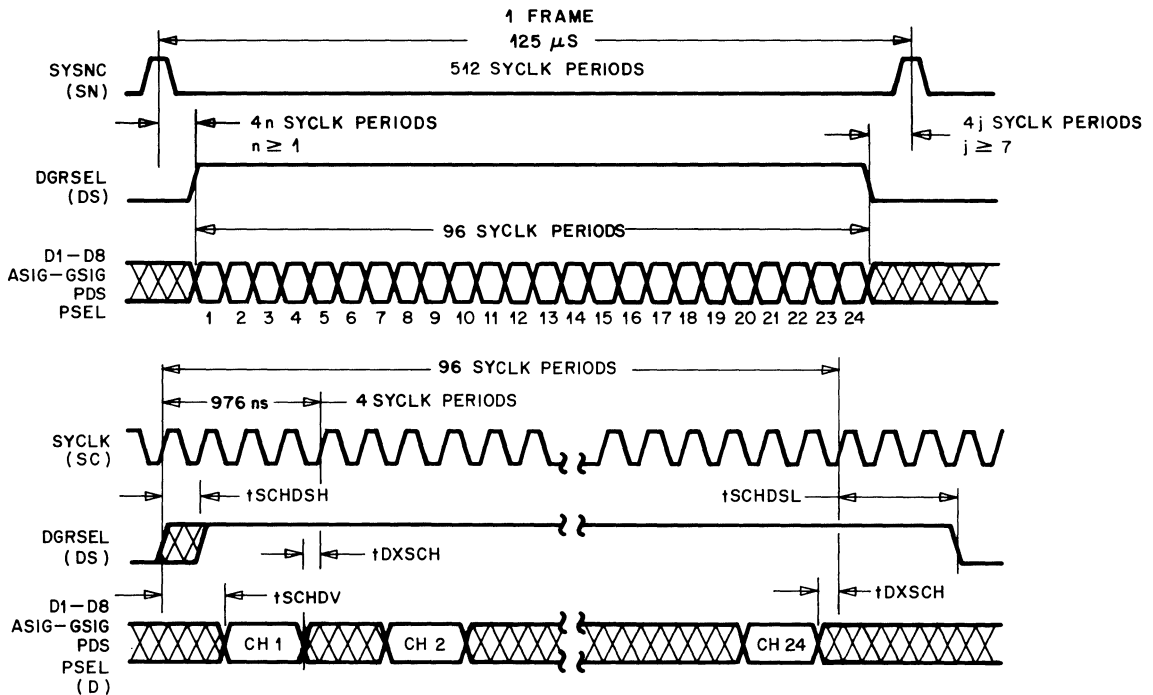 1 FRAME
125 μS
512 SYCLK PERIODS
SYSNC
(SN)
4n SYCLK PERIODS
n ≥ 1
4j SYCLK PERIODS
j ≥ 7
DGRSEL
(DS)
96 SYCLK PERIODS
D1-D8
ASIG-GSIG
PDS
PSEL
1 2 3 4 5 6 7 8 9 10 11 12 13 14 15 16 17 18 19 20 21 22 23 24
96 SYCLK PERIODS
976 ns
4 SYCLK PERIODS
SYCLK
(SC)
tSCHDSH
tSCHDSL
DGRSEL
(DS)
tDXSCH
tSCHDV
tDXSCH
D1-D8
ASIG-GSIG
PDS
PSEL
(D)
CH 1
CH 2
CH 24